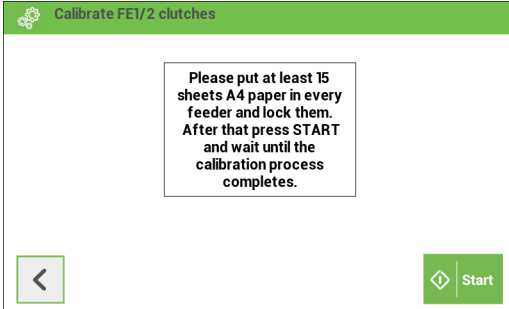 Calibrate FE1/2 clutches
Please put at least 15
sheets A4 paper in every
feeder and lock them.
After that press START
and wait until the
calibration process
completes.
Start